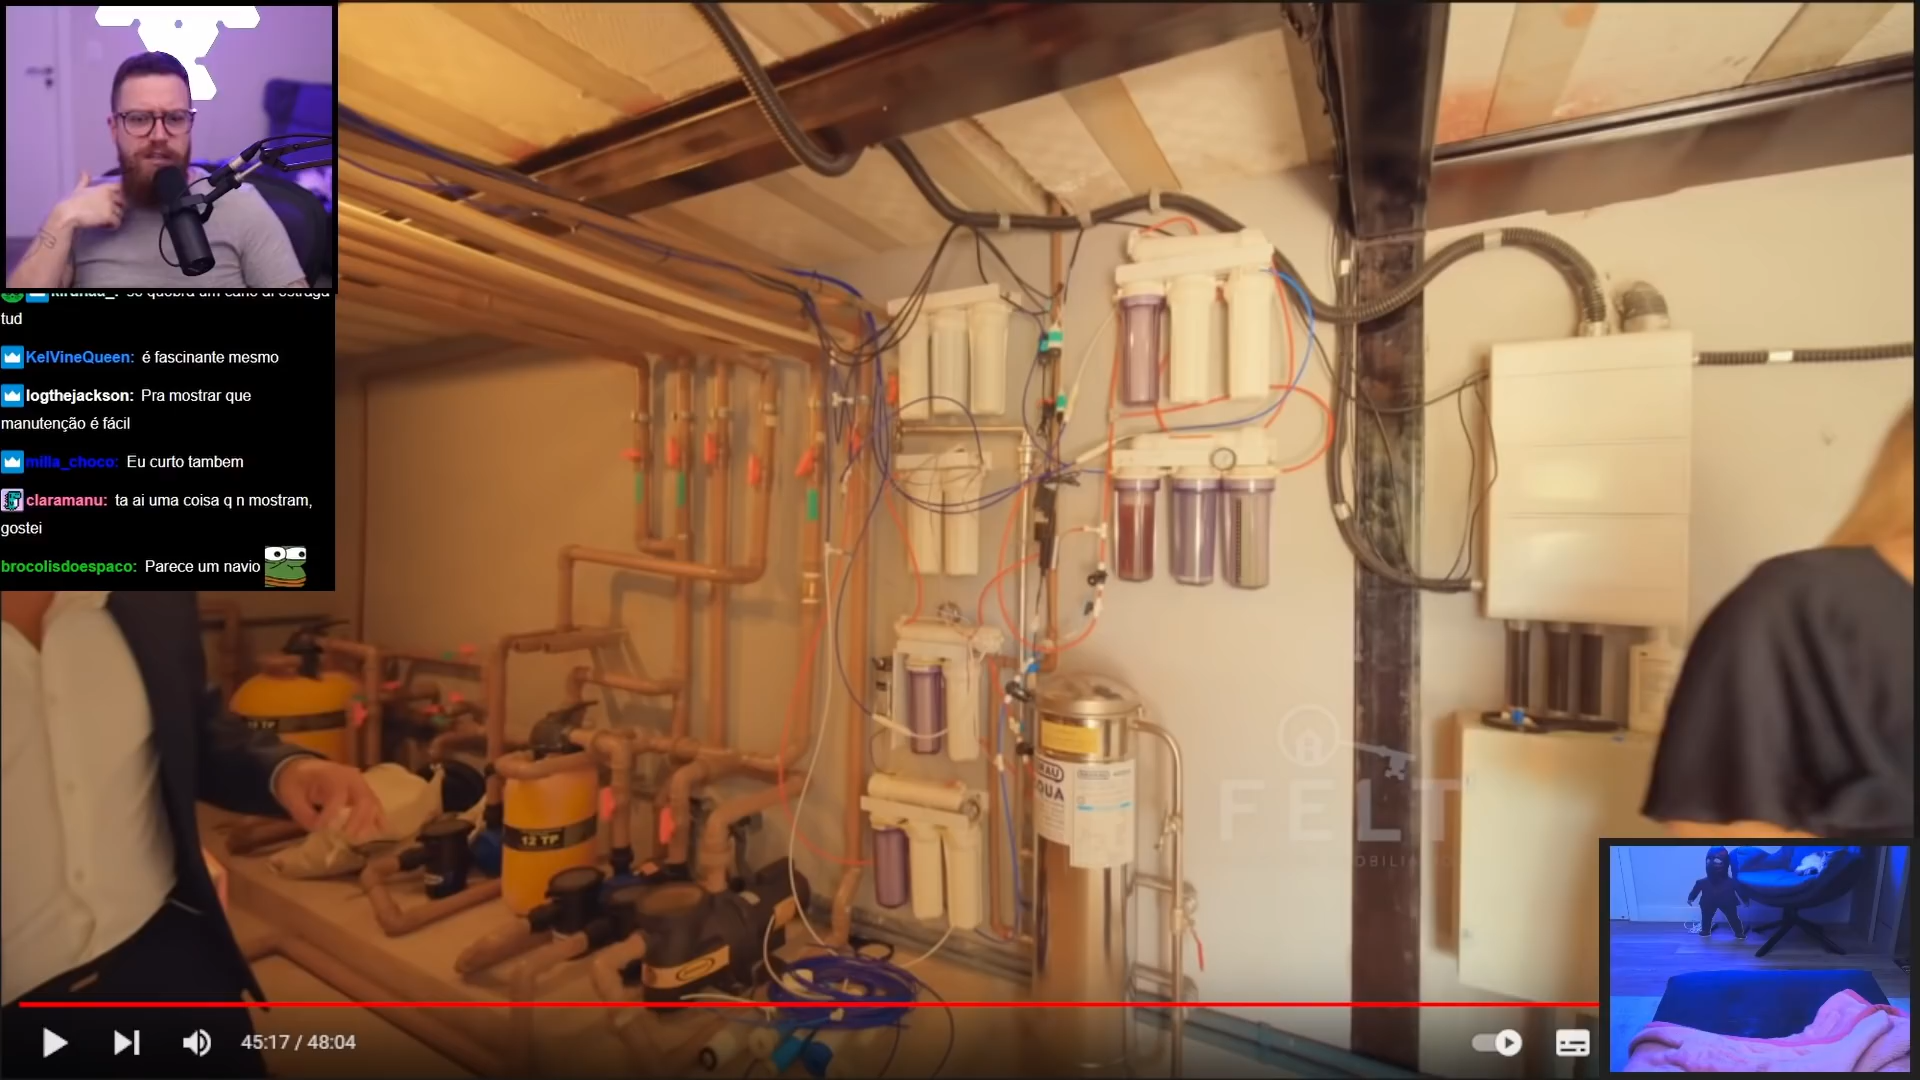 tud
KelVineQueen: é fascinante mesmo
logthejackson: Pra mostrar que
manutenção é fácil
milla_choco: Eu curto tambem
claramanu: ta ai uma coisa q n mostram,
gostei
brocolisdoespaco: Parece um navio
12 TP
FELT
45:17 / 48:04